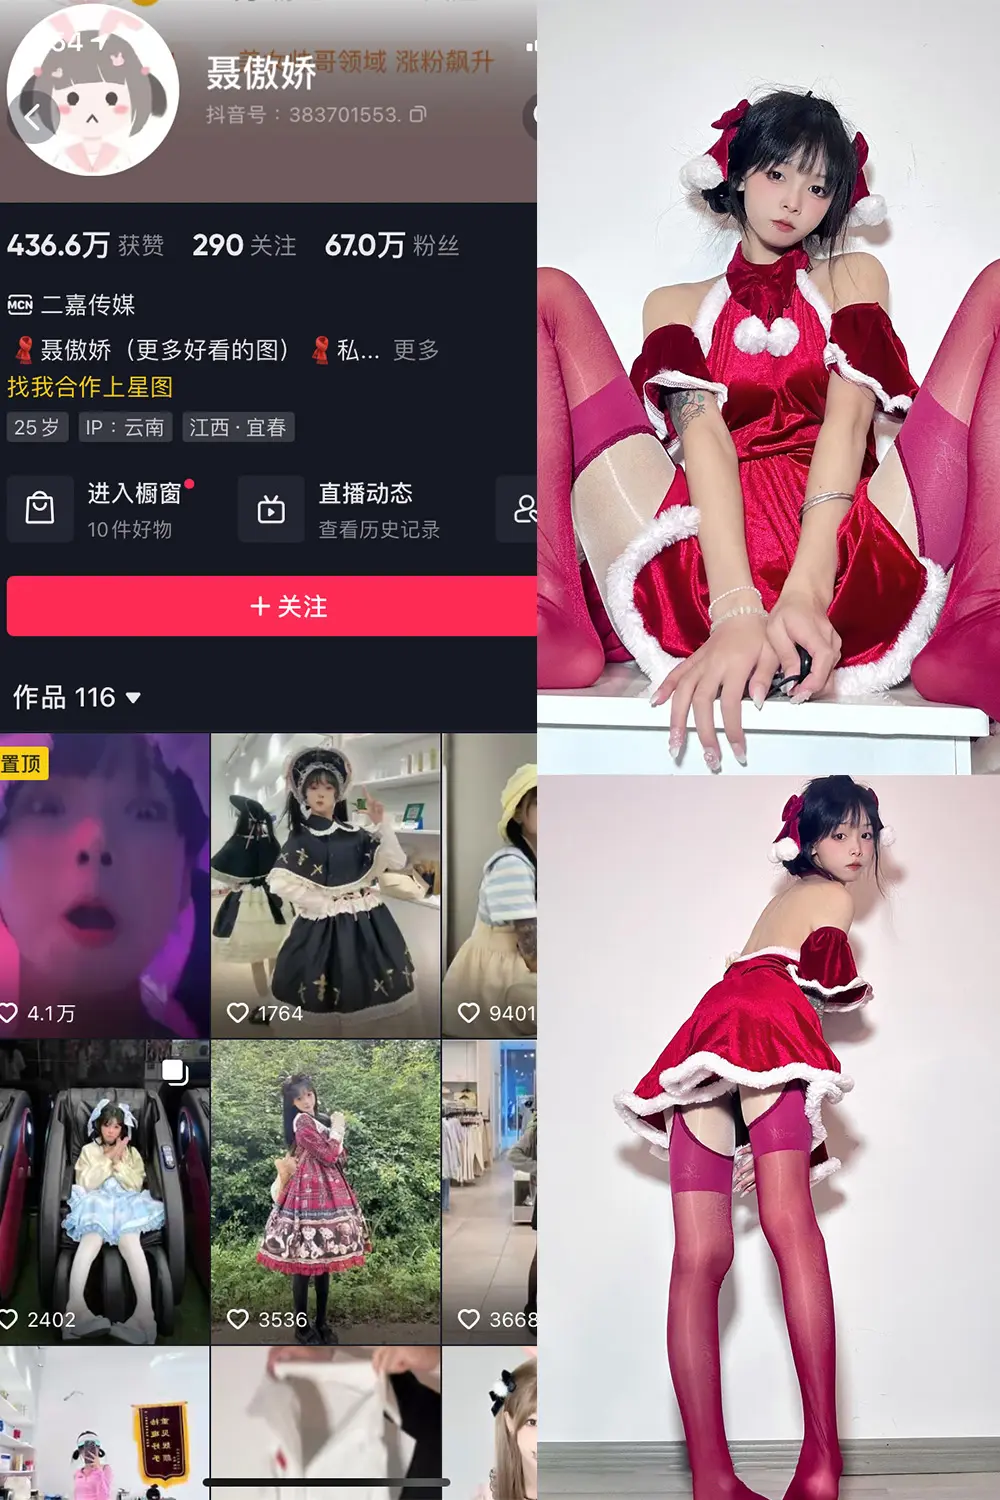 54
美女帅哥领域 涨粉飙升
聂傲娇
抖音号：383701553.
436.6万 获赞 290 关注 67.0万 粉丝
MCN 二嘉传媒
聂傲娇（更多好看的图） 私... 更多
找我合作上星图
25岁 IP：云南 江西·宜春
进入橱窗 直播动态
10件好物 查看历史记录
+ 关注
作品 116
置顶
4.1万 1764 9401
2402 3536 3668